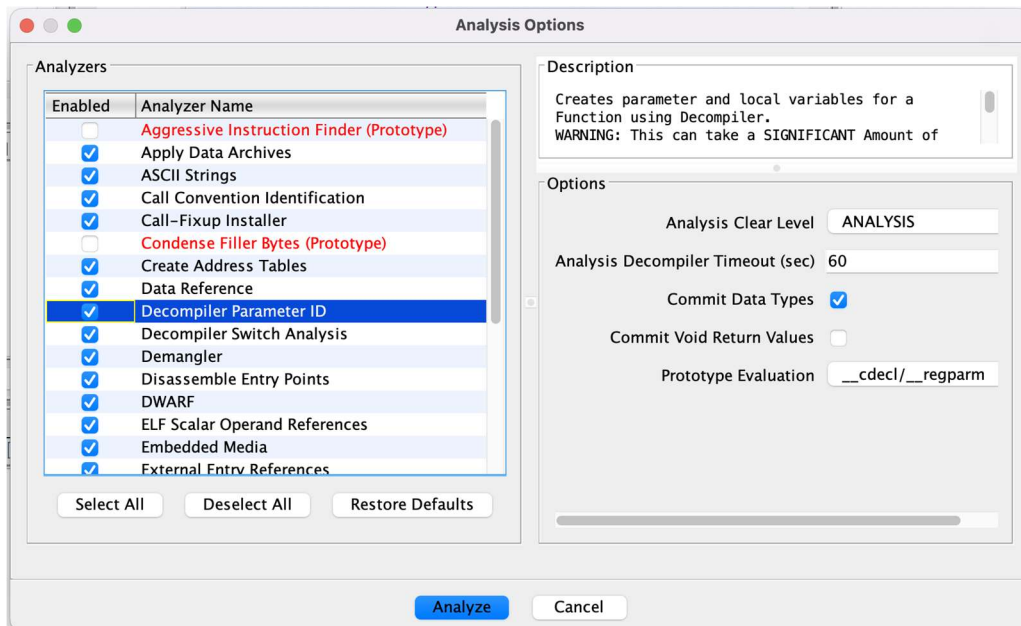 Analysis Options
Analyzers
Enabled Analyzer Name
Aggressive Instruction Finder (Prototype)
Apply Data Archives
ASCII Strings
Call Convention Identification
Call-Fixup Installer
Condense Filler Bytes (Prototype)
Create Address Tables
Data Reference
Decompiler Parameter ID
Decompiler Switch Analysis
Demangler
Disassemble Entry Points
DWARF
ELF Scalar Operand References
Embedded Media
External Entry References
Select All Deselect All Restore Defaults
Description
Creates parameter and local variables for a
Function using Decompiler.
WARNING: This can take a SIGNIFICANT Amount of
Options
Analysis Clear Level ANALYSIS
Analysis Decompiler Timeout (sec) 60
Commit Data Types
Commit Void Return Values
Prototype Evaluation __cdecl/__regparm
Analyze Cancel